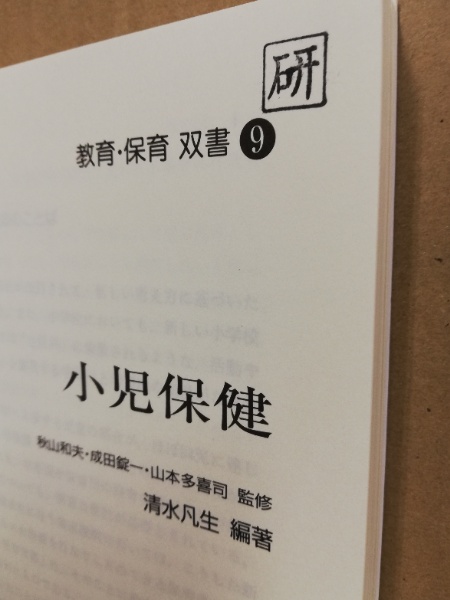 研
教育・保育 双書 9
小児保健
秋山和夫・成田錠一・山本多喜司 監修
清水凡生 編著